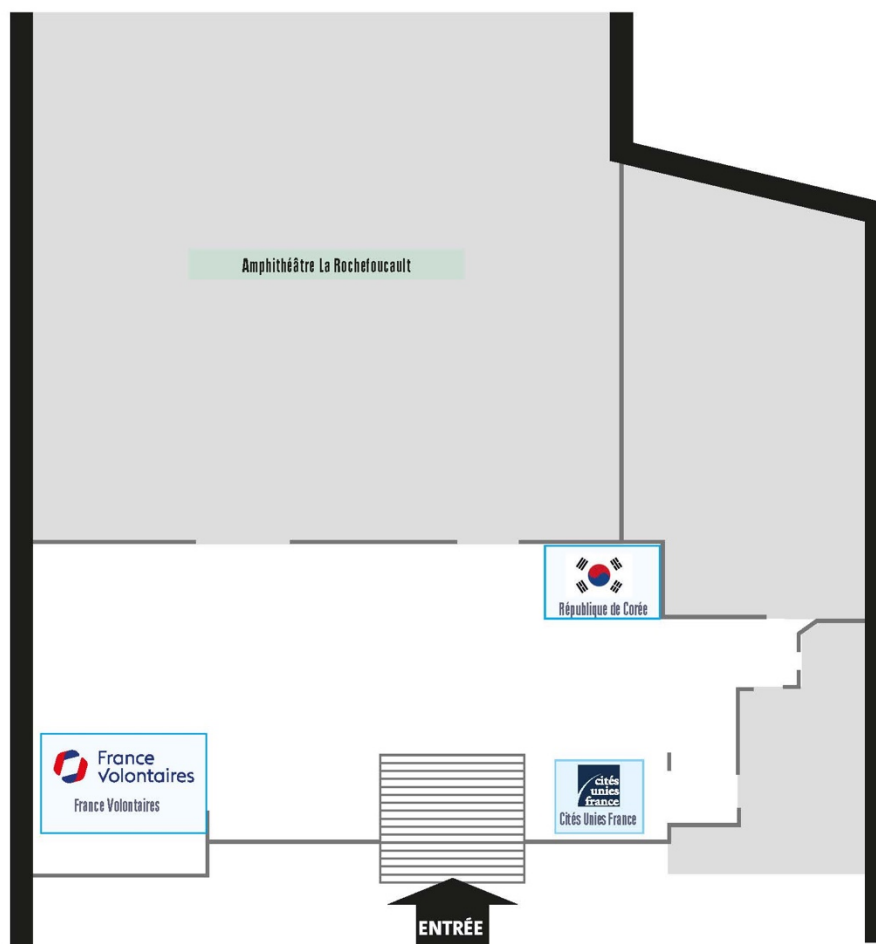 Amphithéâtre La Rochefoucault
République de Corée
France
Volontaires
France Volontaires
cités
unies
france
Cités Unies France
ENTRÉE